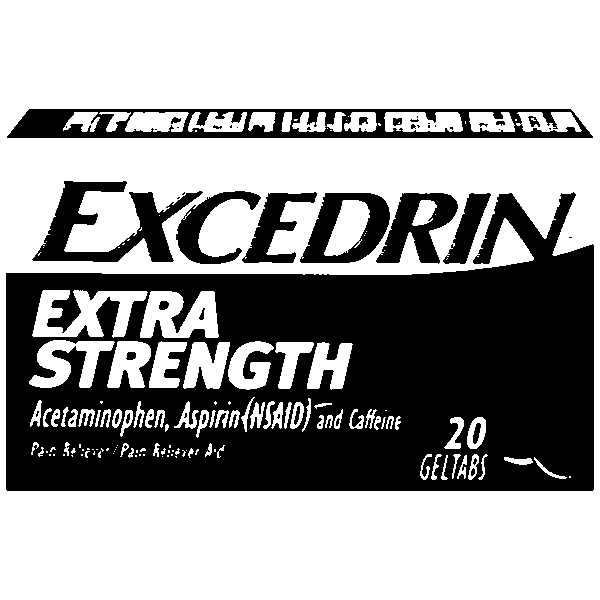 EXCEDRIN
EXTRA
STRENGTH
Acetaminophen, Aspirin (NSAID) and Caffeine
Pain Reliever / Pain Reliever Aid
20
GELTABS